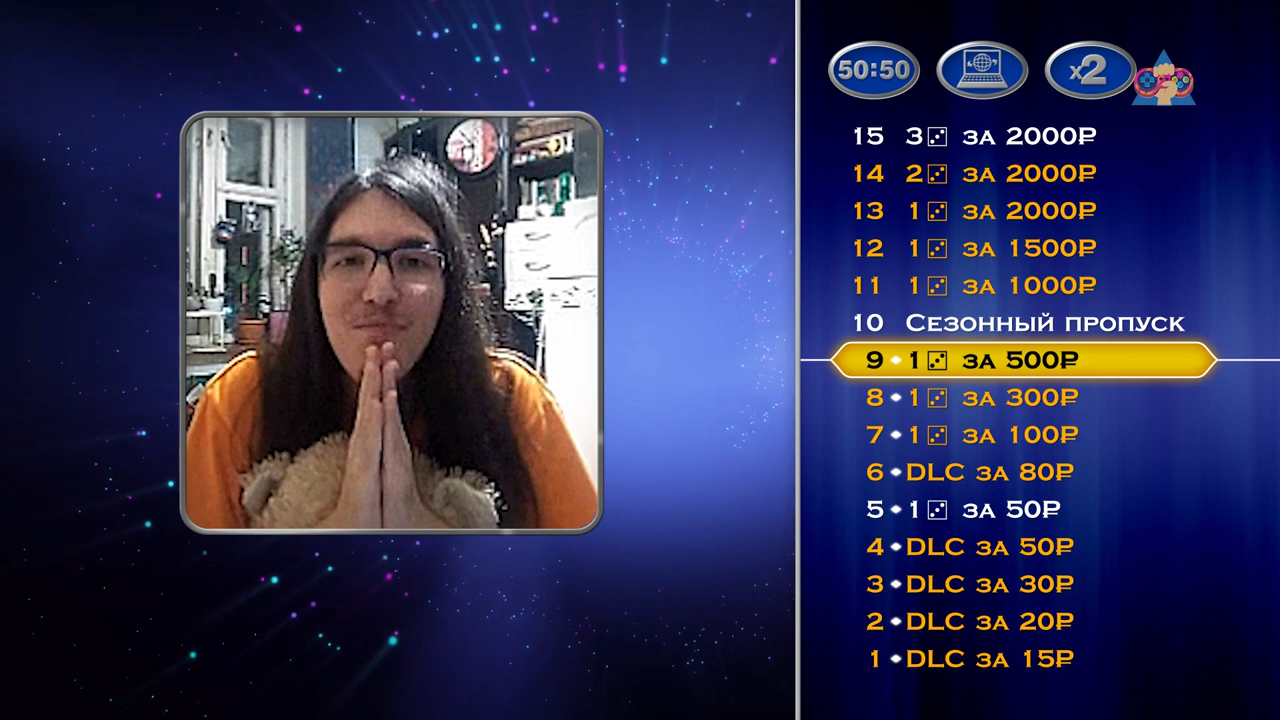 50:50
x2
15 3⚂ за 2000₽
14 2⚂ за 2000₽
13 1⚂ за 2000₽
12 1⚂ за 1500₽
11 1⚂ за 1000₽
10 Сезонный пропуск
9 ⬥ 1⚂ за 500₽
8 ⬥ 1⚂ за 300₽
7 ⬥ 1⚂ за 100₽
6 ⬥ DLC за 80₽
5 ⬥ 1⚂ за 50₽
4 ⬥ DLC за 50₽
3 ⬥ DLC за 30₽
2 ⬥ DLC за 20₽
1 ⬥ DLC за 15₽